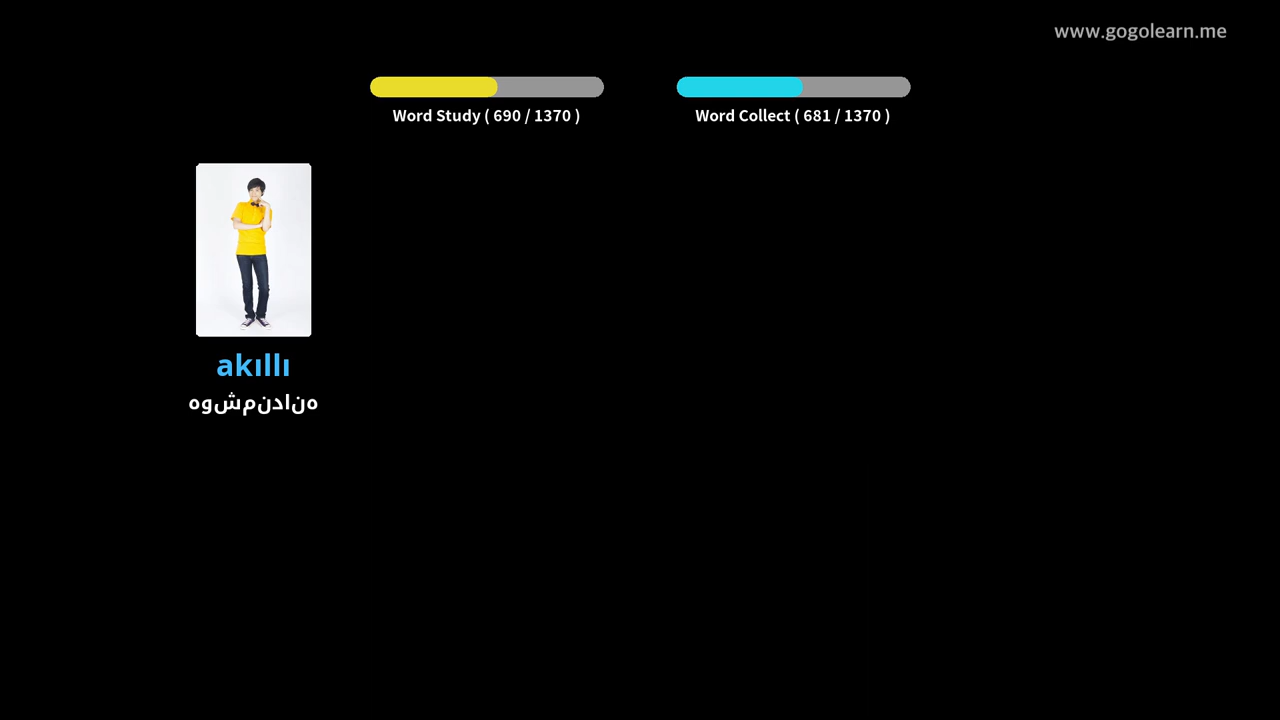 www.gogolearn.me
Word Study ( 690 / 1370 )
Word Collect ( 681 / 1370 )
akıllı
هوشمندانه